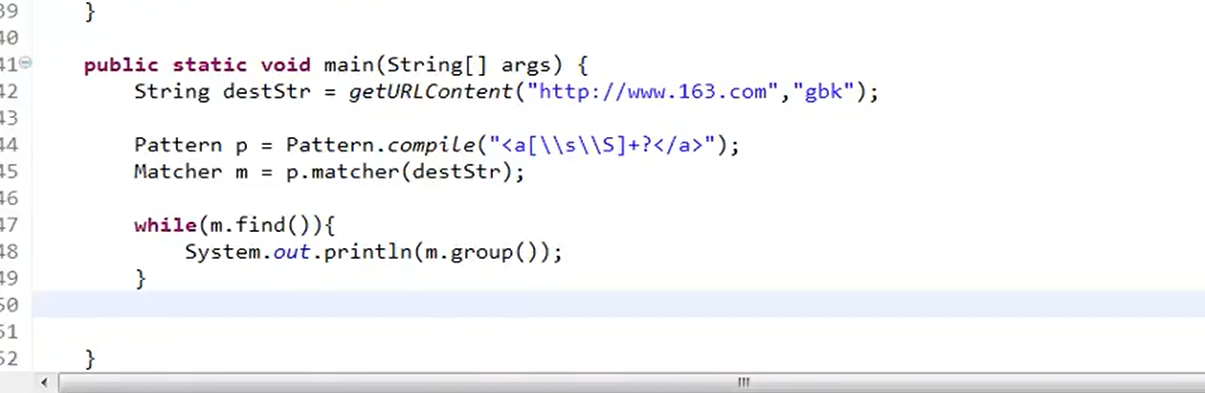 39 }
40
41 public static void main(String[] args) {
42 String destStr = getURLContent("http://www.163.com","gbk");
43
44 Pattern p = Pattern.compile("<a[\\s\\S]+?</a>");
45 Matcher m = p.matcher(destStr);
46
47 while(m.find()){
48 System.out.println(m.group());
49 }
50
51
52 }